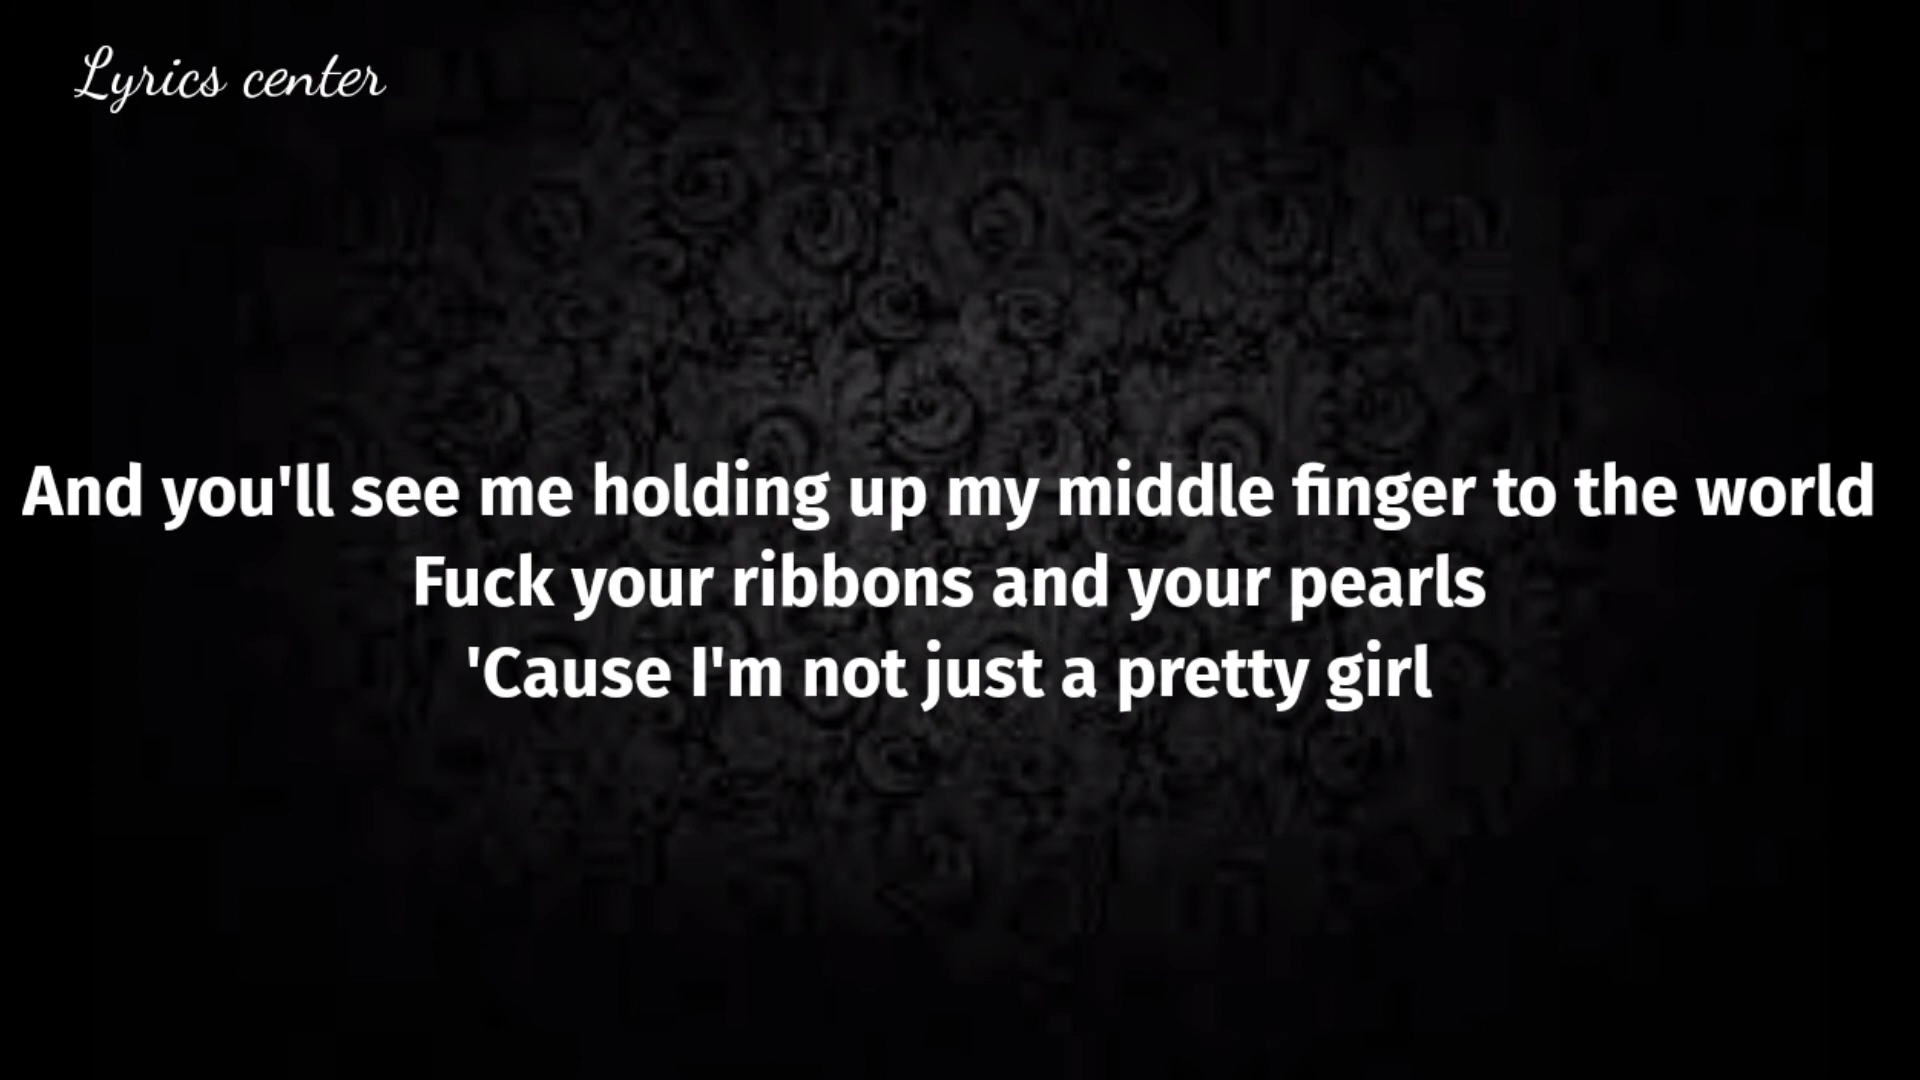 Lyrics center
And you'll see me holding up my middle finger to the world
Fuck your ribbons and your pearls
'Cause I'm not just a pretty girl